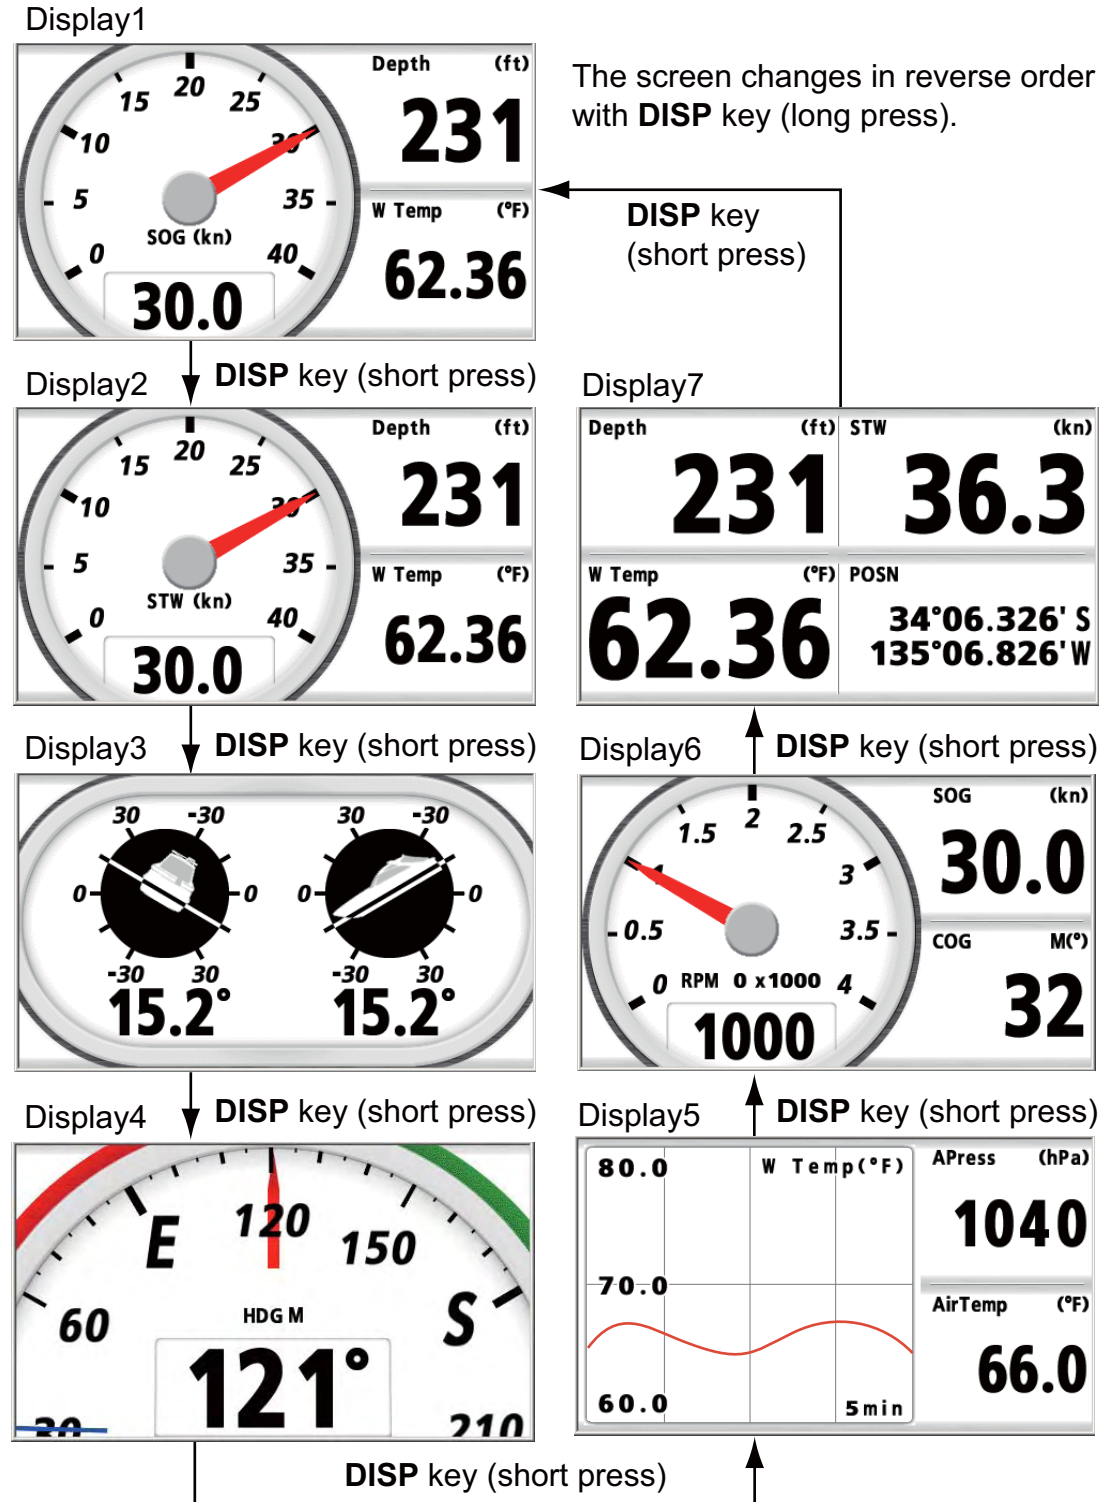 Display1
Depth (ft)
231
W Temp (°F)
62.36
0 5 10 15 20 25 30 35 40
SOG (kn)
30.0
The screen changes in reverse order
with DISP key (long press).
DISP key
(short press)
DISP key (short press)
Display2
Depth (ft)
231
W Temp (°F)
62.36
0 5 10 15 20 25 30 35 40
STW (kn)
30.0
DISP key (short press)
Display3
30 -30
0 0
-30 30
15.2°
30 -30
0 0
-30 30
15.2°
DISP key (short press)
Display4
30 60 E 120 150 S 210
HDG M
121°
DISP key (short press)
Display5
80.0
70.0
60.0
W Temp(°F)
5min
APress (hPa)
1040
AirTemp (°F)
66.0
DISP key (short press)
Display6
0 0.5 1 1.5 2 2.5 3 3.5 4
RPM 0 x1000
1000
SOG (kn)
30.0
COG M(°)
32
DISP key (short press)
Display7
Depth (ft)
231
STW (kn)
36.3
W Temp (°F)
62.36
POSN
34°06.326' S
135°06.826'W